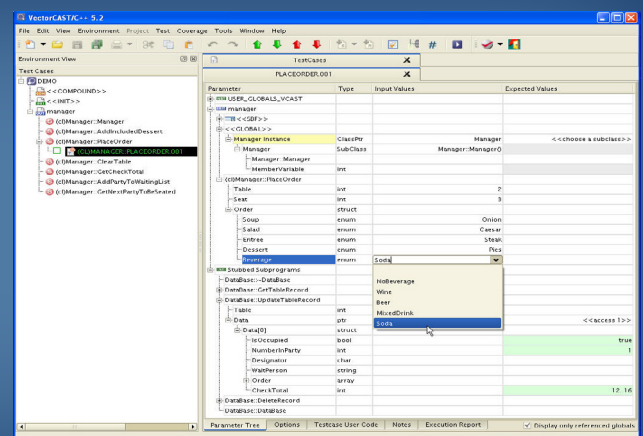 VectorCAST/C++ 5.2
File Edit View Environment Project Test Coverage Tools Window Help
Environment View
Test Cases
DEMO
<<COMPOUND>>
<<INIT>>
manager
(cl)Manager::Manager
(cl)Manager::AddIncludedDessert
(cl)Manager::PlaceOrder
(CL)MANAGER::PLACEORDER.001
(cl)Manager::ClearTable
(cl)Manager::GetCheckTotal
(cl)Manager::AddPartyToWaitingList
(cl)Manager::GetNextPartyToBeSeated
TestCases
PLACEORDER.001
Parameter Type Input Values Expected Values
USER_GLOBALS_VCAST
manager
<<SBF>>
<<GLOBAL>>
Manager Instance ClassPtr Manager <<choose a subclass>>
Manager SubClass Manager::Manager()
Manager::Manager
MemberVariable int
(cl)Manager::PlaceOrder
Table int 2
Seat int 3
Order struct
Soup enum Onion
Salad enum Caesar
Entree enum Steak
Dessert enum Pies
Beverage enum Soda
NoBeverage
Wine
Beer
MixedDrink
Soda
Stubbed Subprograms
DataBase::~DataBase
DataBase::GetTableRecord
DataBase::UpdateTableRecord
Table int
Data ptr <<access 1>>
Data[0] struct
IsOccupied bool true
NumberInParty int 1
Designator char
WaitPerson string
Order array
CheckTotal int 12..16
DataBase::DeleteRecord
DataBase::DataBase
Parameter Tree Options Testcase User Code Notes Execution Report Display only referenced globals